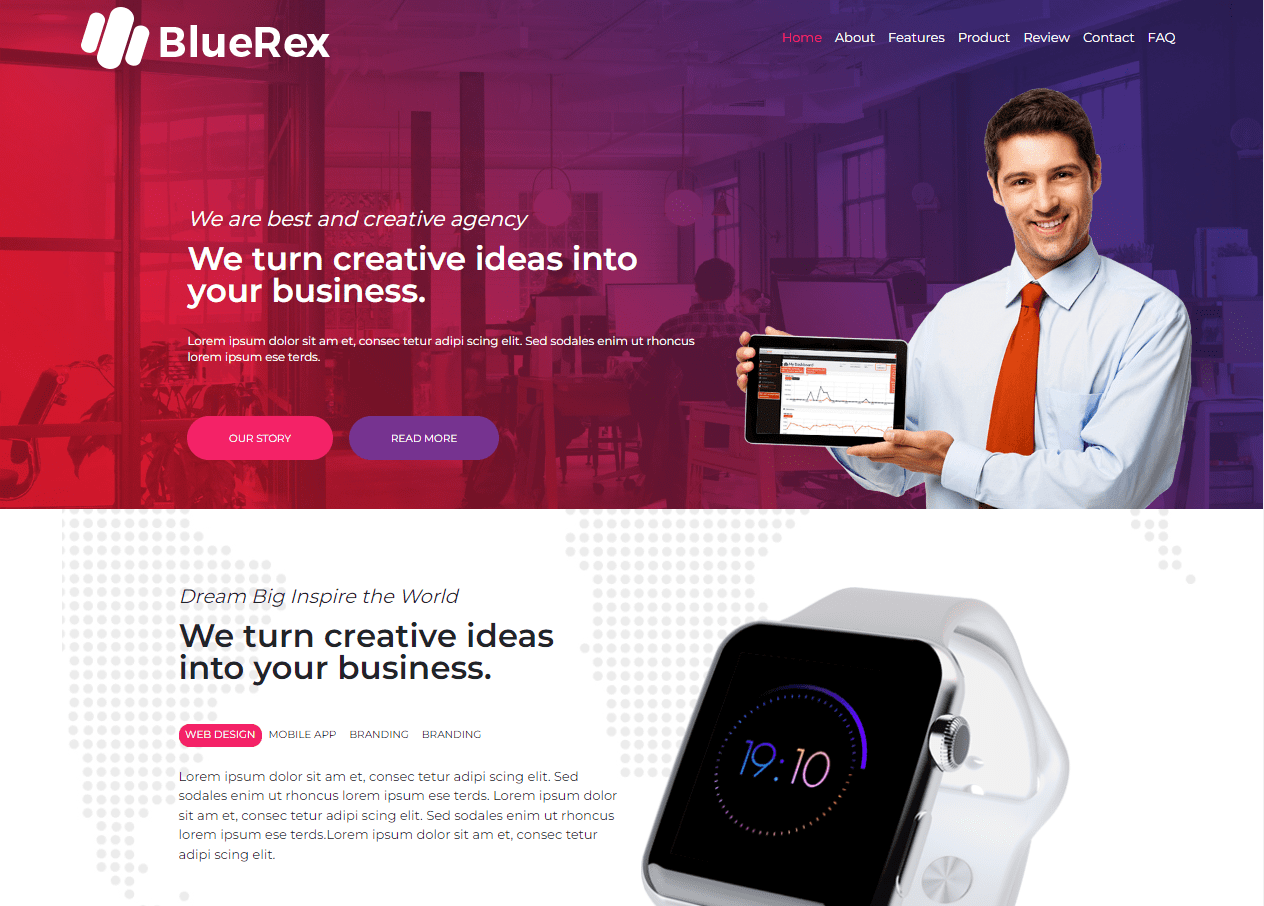 BlueRex
Home About Features Product Review Contact FAQ
We are best and creative agency
We turn creative ideas into
your business.
Lorem ipsum dolor sit am et, consec tetur adipi scing elit. Sed sodales enim ut rhoncus
lorem ipsum ese terds.
OUR STORY READ MORE
My Dashboard
Dream Big Inspire the World
We turn creative ideas
into your business.
WEB DESIGN MOBILE APP BRANDING BRANDING
Lorem ipsum dolor sit am et, consec tetur adipi scing elit. Sed
sodales enim ut rhoncus lorem ipsum ese terds. Lorem ipsum dolor
sit am et, consec tetur adipi scing elit. Sed sodales enim ut rhoncus
lorem ipsum ese terds.Lorem ipsum dolor sit am et, consec tetur
adipi scing elit.
19:10